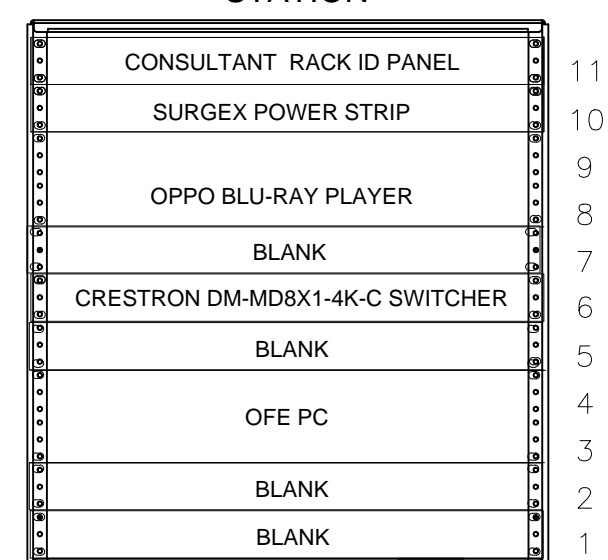 STATION
CONSULTANT RACK ID PANEL
11
SURGEX POWER STRIP
10
9
OPPO BLU-RAY PLAYER
8
BLANK
7
CRESTRON DM-MD8X1-4K-C SWITCHER
6
BLANK
5
OFE PC
4
3
BLANK
2
BLANK
1